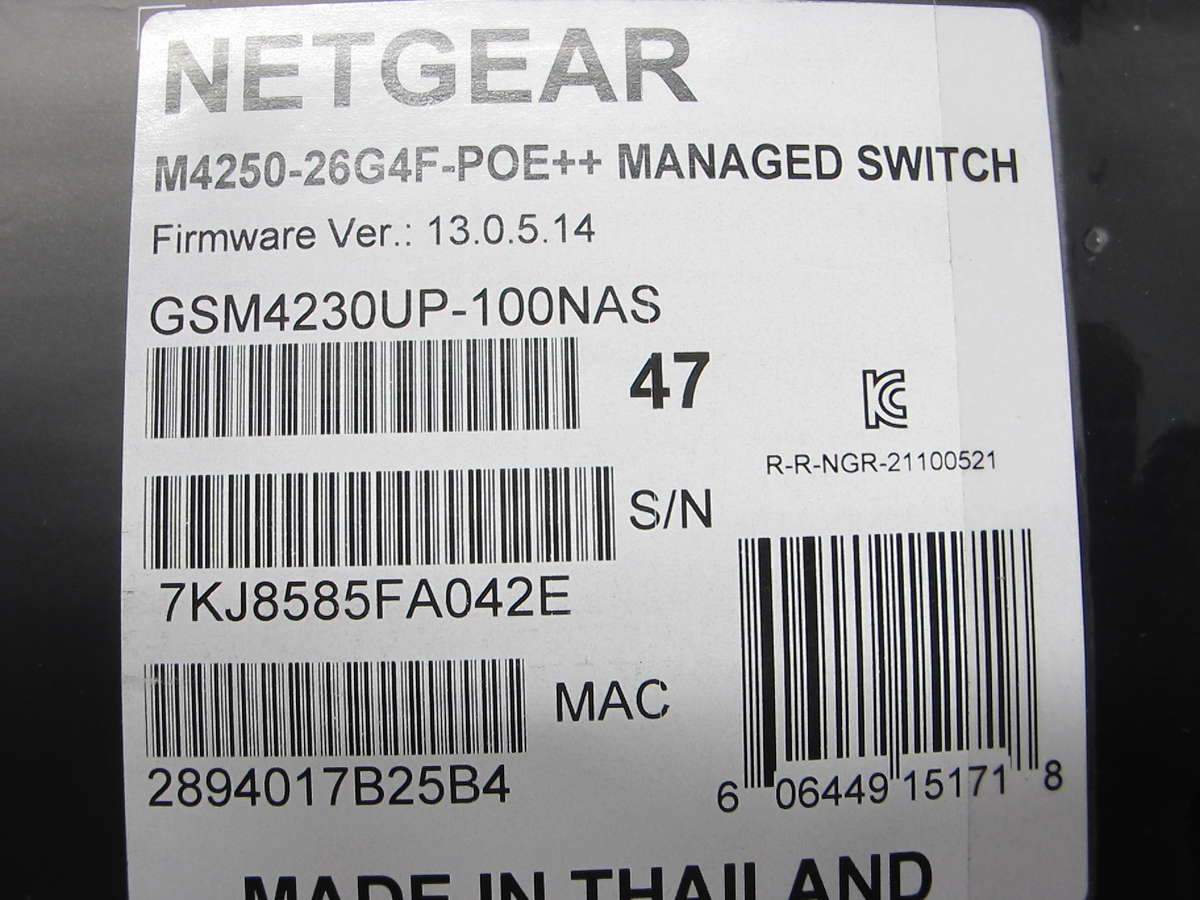 NETGEAR
M4250-26G4F-POE++ MANAGED SWITCH
Firmware Ver.: 13.0.5.14
GSM4230UP-100NAS
47
R-R-NGR-21100521
S/N
7KJ8585FA042E
MAC
2894017B25B4
6 06449 15171 8
MADE IN THAILAND